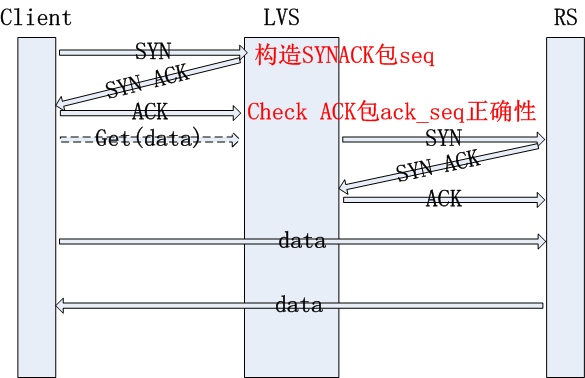 Client LVS RS
SYN 构造SYNACK包seq
SYN ACK
ACK Check ACK包ack_seq正确性
Get(data) SYN
SYN ACK
ACK
data
data